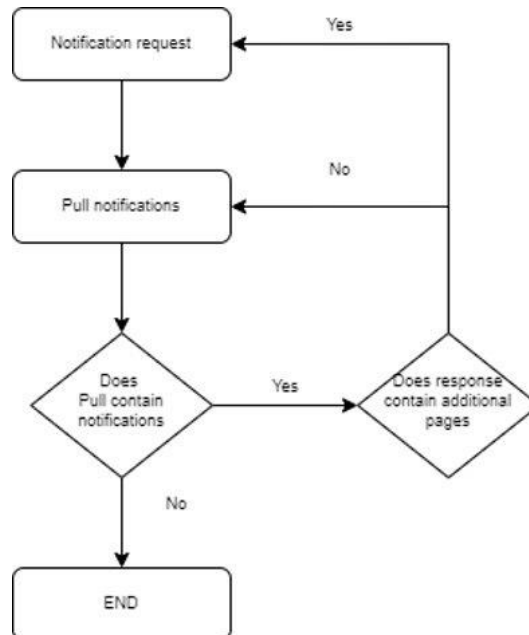 Notification request
Yes
No
Pull notifications
Does
Pull contain
notifications
Yes
Does response
contain additional
pages
No
END